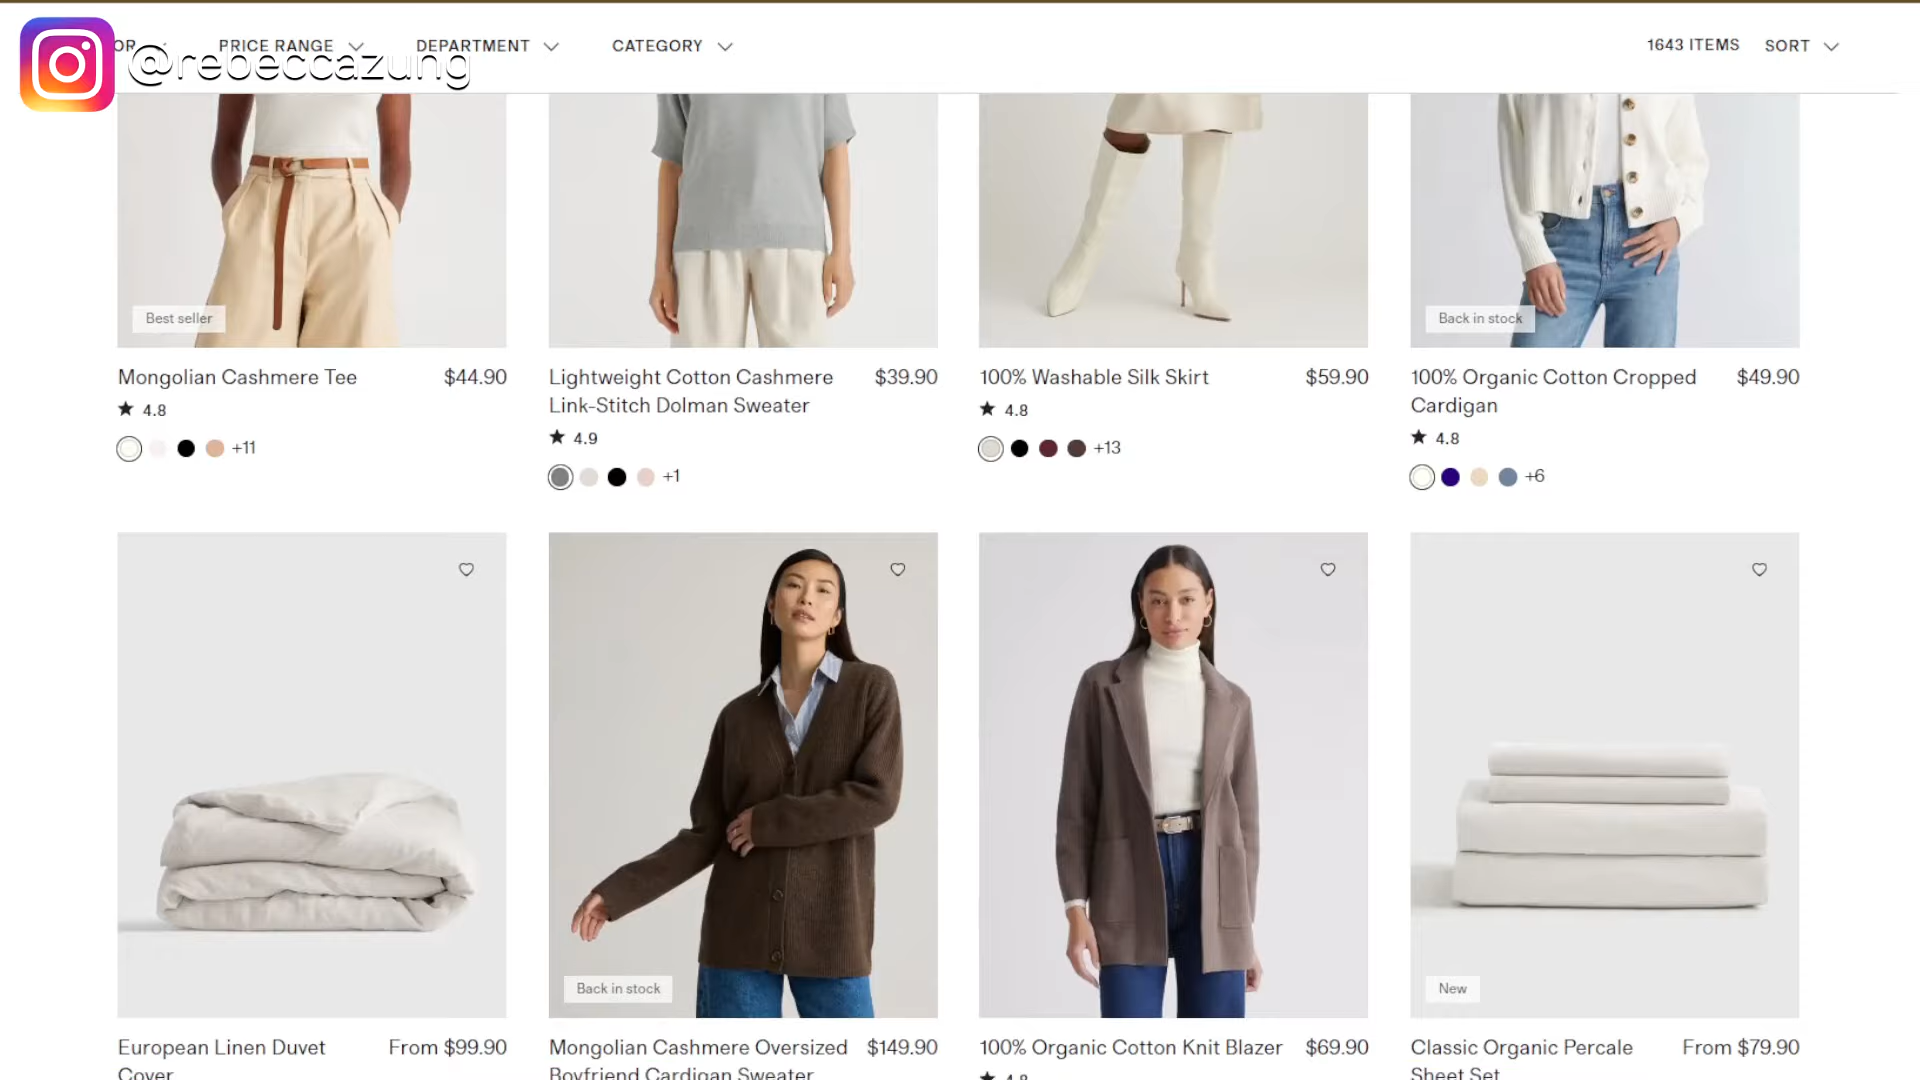 OR
PRICE RANGE
DEPARTMENT
CATEGORY
1643 ITEMS
SORT
@rebeccazung
Best seller
Back in stock
Mongolian Cashmere Tee
$44.90
4.8
+11
Lightweight Cotton Cashmere
$39.90
Link-Stitch Dolman Sweater
4.9
+1
100% Washable Silk Skirt
$59.90
4.8
+13
100% Organic Cotton Cropped
$49.90
Cardigan
4.8
+6
Back in stock
New
European Linen Duvet
From $99.90
Cover
Mongolian Cashmere Oversized
$149.90
Boyfriend Cardigan Sweater
100% Organic Cotton Knit Blazer
$69.90
4.8
Classic Organic Percale
From $79.90
Sheet Set